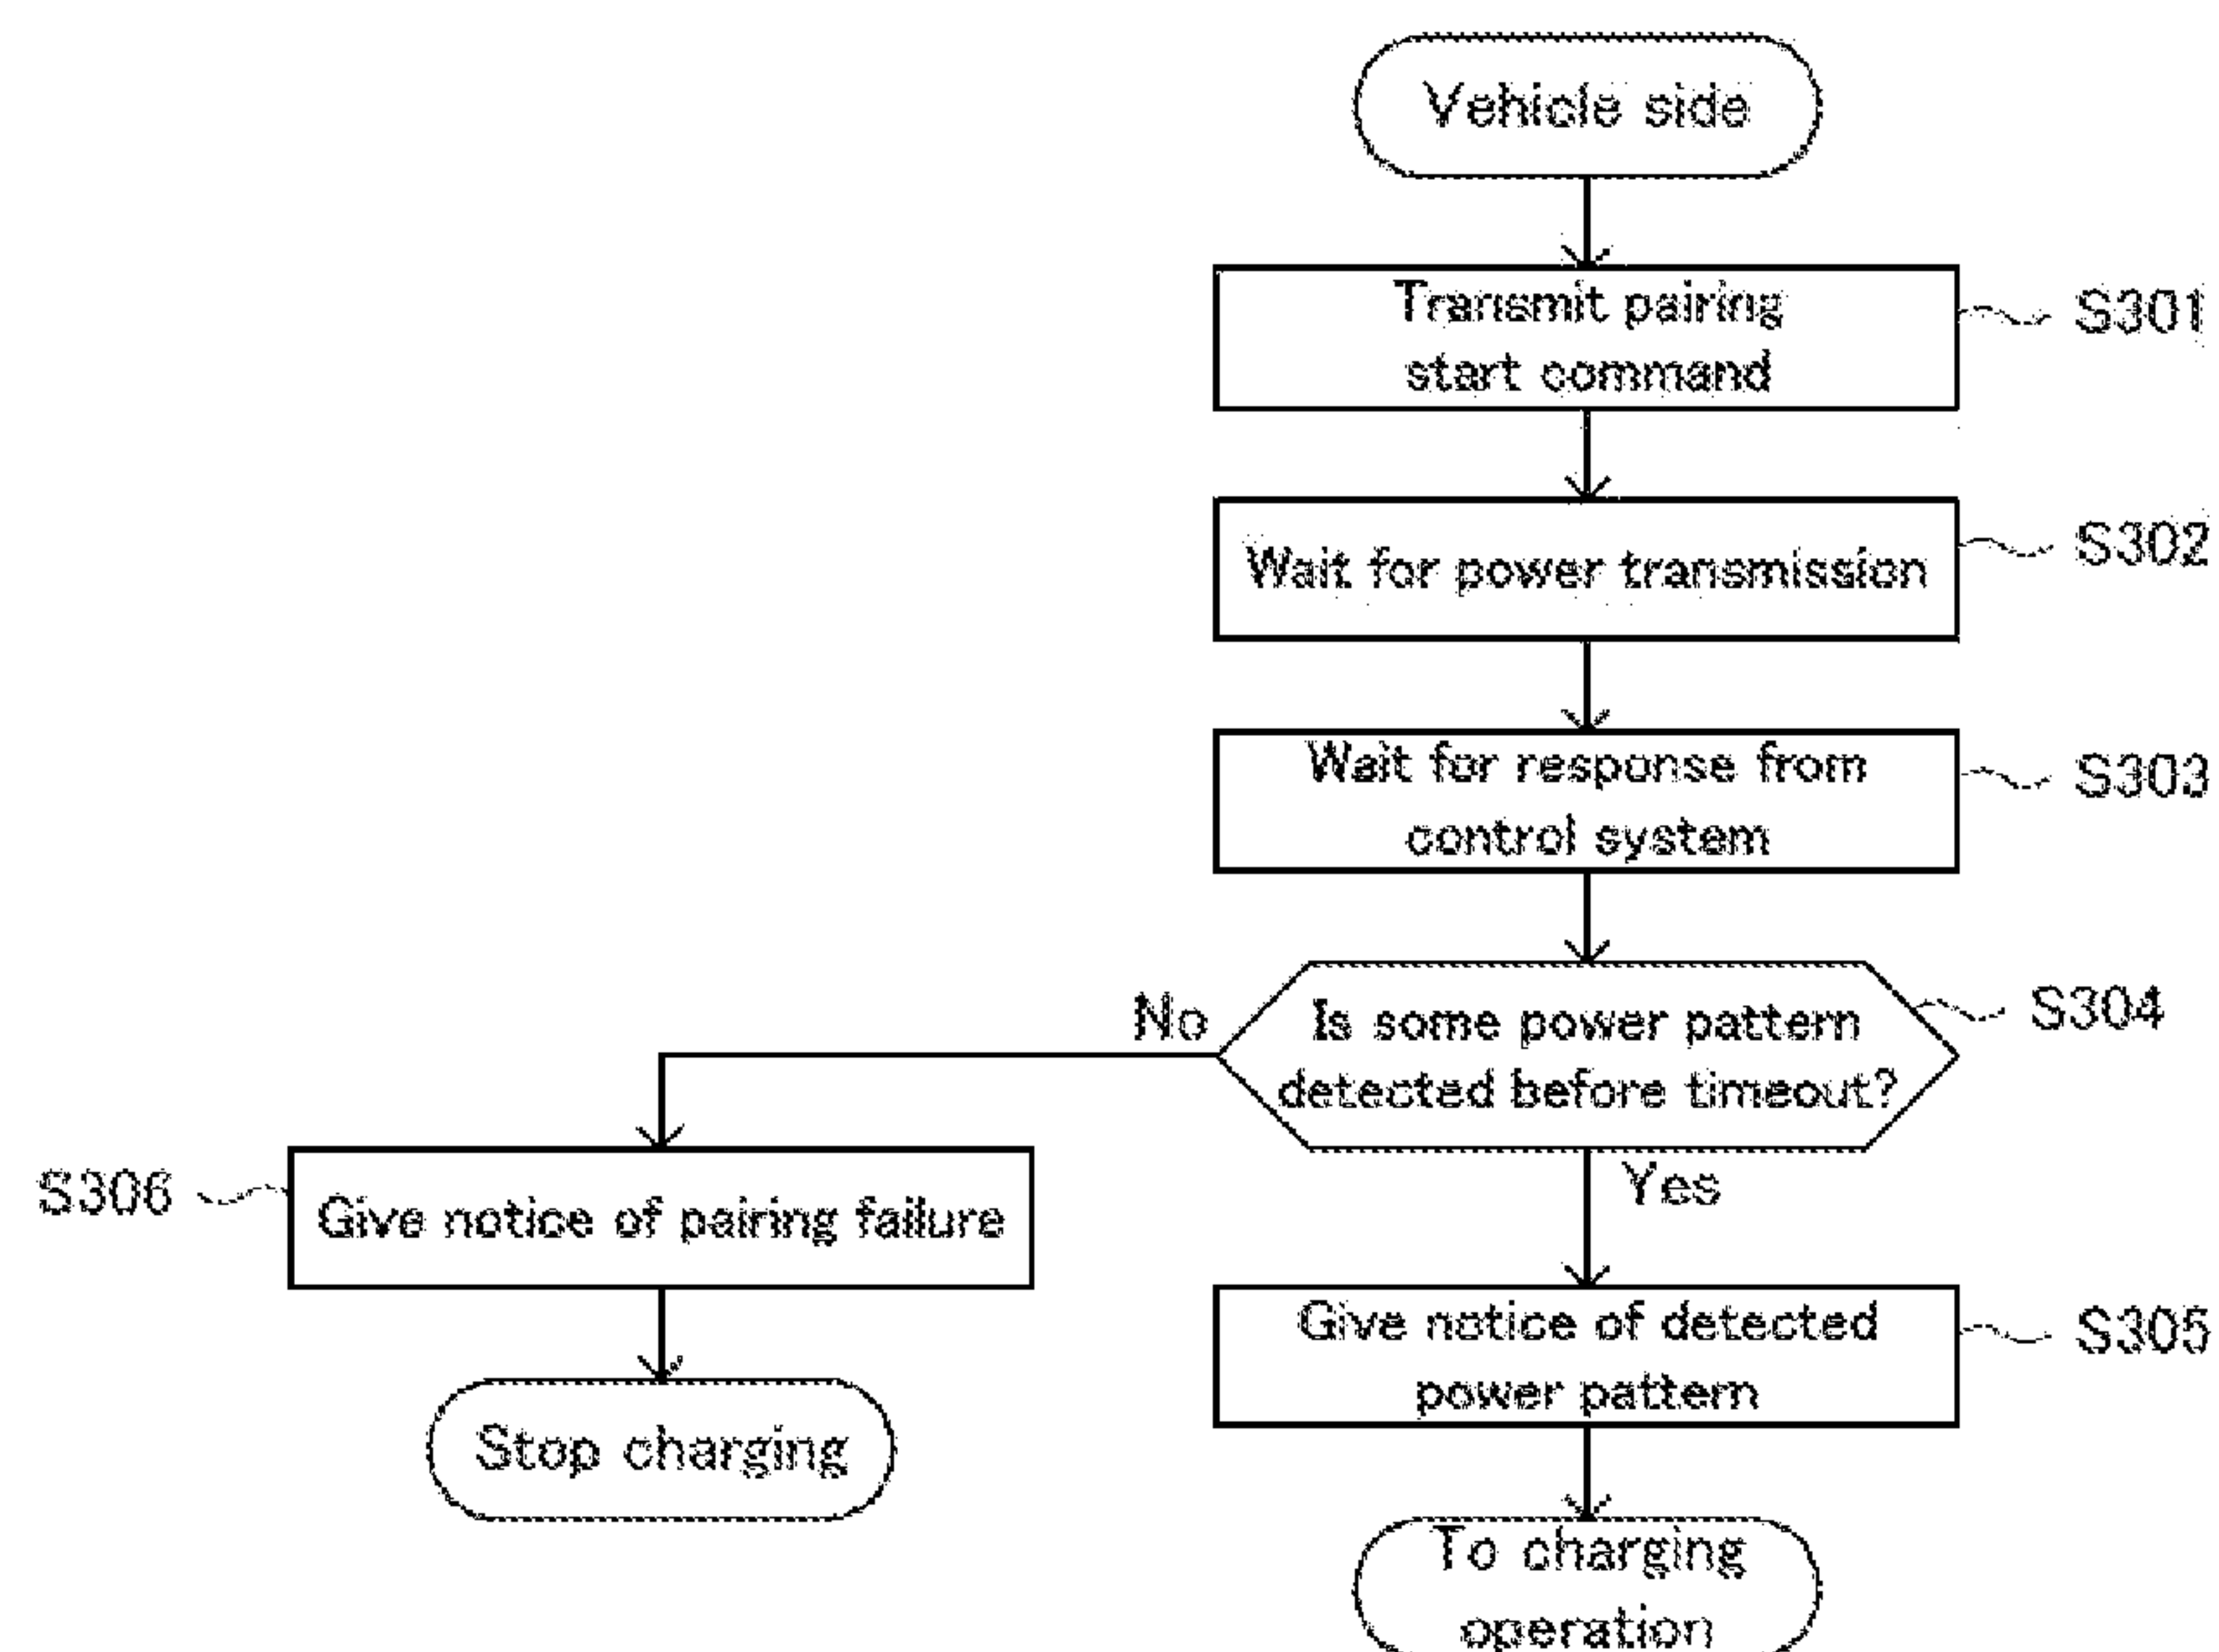 Vehicle side
Transmit pairing
start command
S301
Wait for power transmission
S302
Wait for response from
control system
S303
No
Is some power pattern
detected before timeout?
S304
Yes
S306
Give notice of pairing failure
Give notice of detected
power pattern
S305
Stop charging
To charging
operation